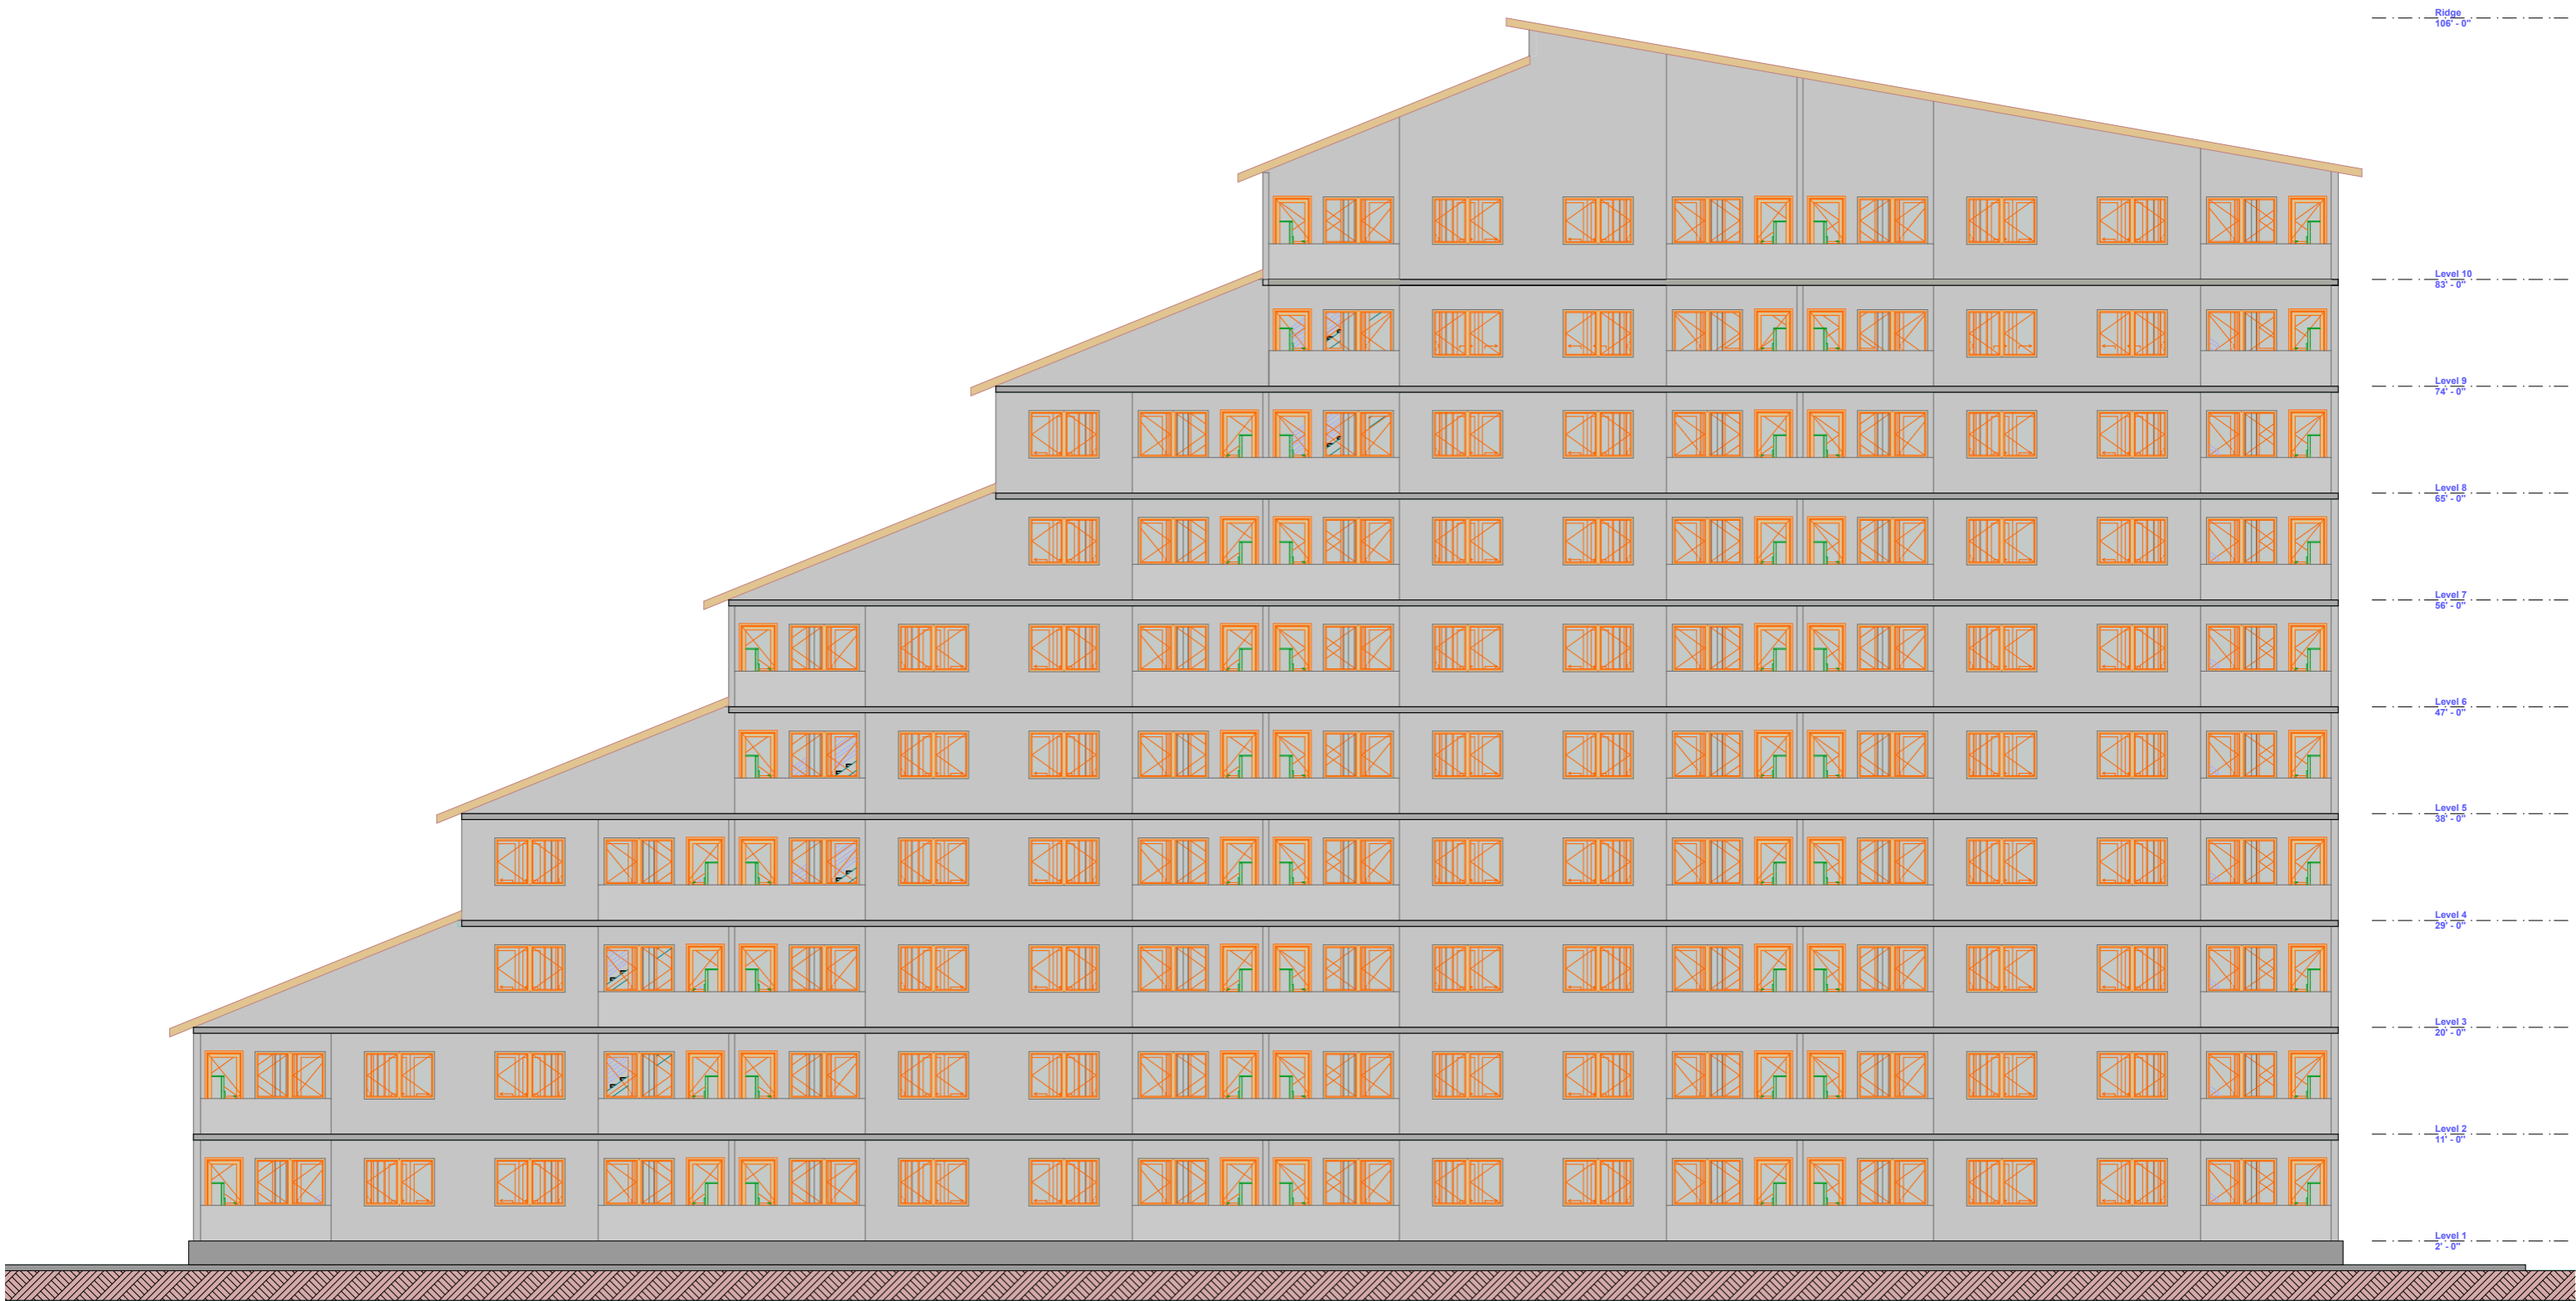 Ridge
106' - 0"
Level 10
83' - 0"
Level 9
74' - 0"
Level 8
65' - 0"
Level 7
56' - 0"
Level 6
47' - 0"
Level 5
38' - 0"
Level 4
29' - 0"
Level 3
20' - 0"
Level 2
11' - 0"
Level 1
2' - 0"